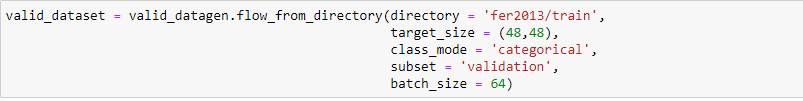 valid_dataset = valid_datagen.flow_from_directory(directory = 'fer2013/train',
target_size = (48,48),
class_mode = 'categorical',
subset = 'validation',
batch_size = 64)